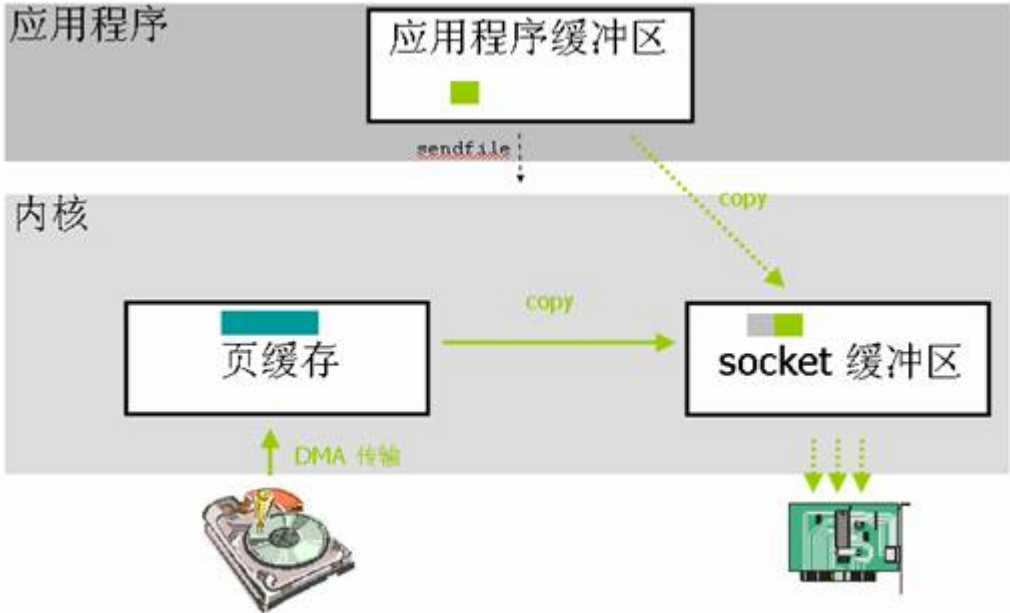 应用程序
应用程序缓冲区
sendfile
copy
内核
copy
页缓存
socket 缓冲区
DMA 传输